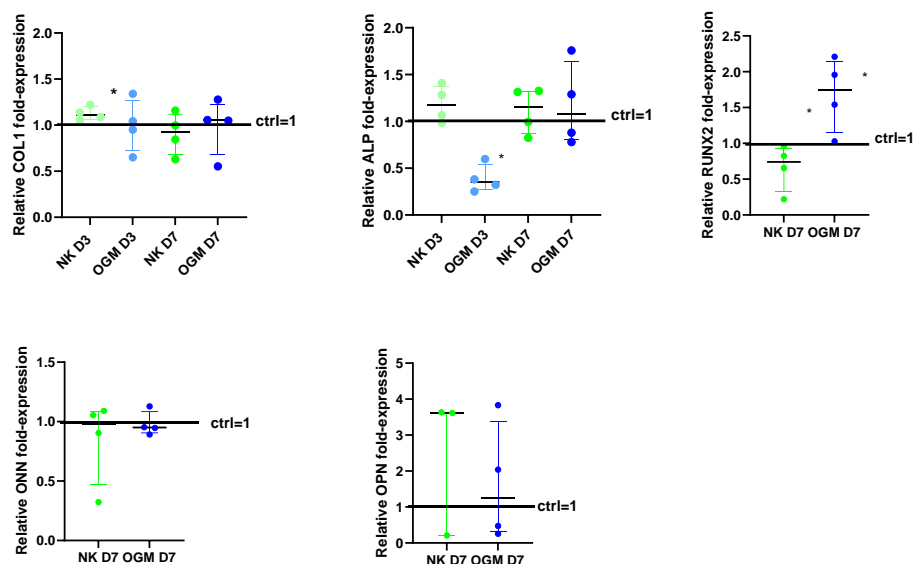 Relative COL1 fold-expression
2.0
1.5
1.0
0.5
0.0
*
ctrl=1
NK D3
OGM D3
NK D7
OGM D7
Relative ALP fold-expression
2.0
1.5
1.0
0.5
0.0
*
ctrl=1
NK D3
OGM D3
NK D7
OGM D7
Relative RUNX2 fold-expression
2.5
2.0
1.5
1.0
0.5
0.0
*
*
ctrl=1
NK D7 OGM D7
Relative ONN fold-expression
1.5
1.0
0.5
0.0
ctrl=1
NK D7 OGM D7
Relative OPN fold-expression
5
4
3
2
1
0
ctrl=1
NK D7 OGM D7